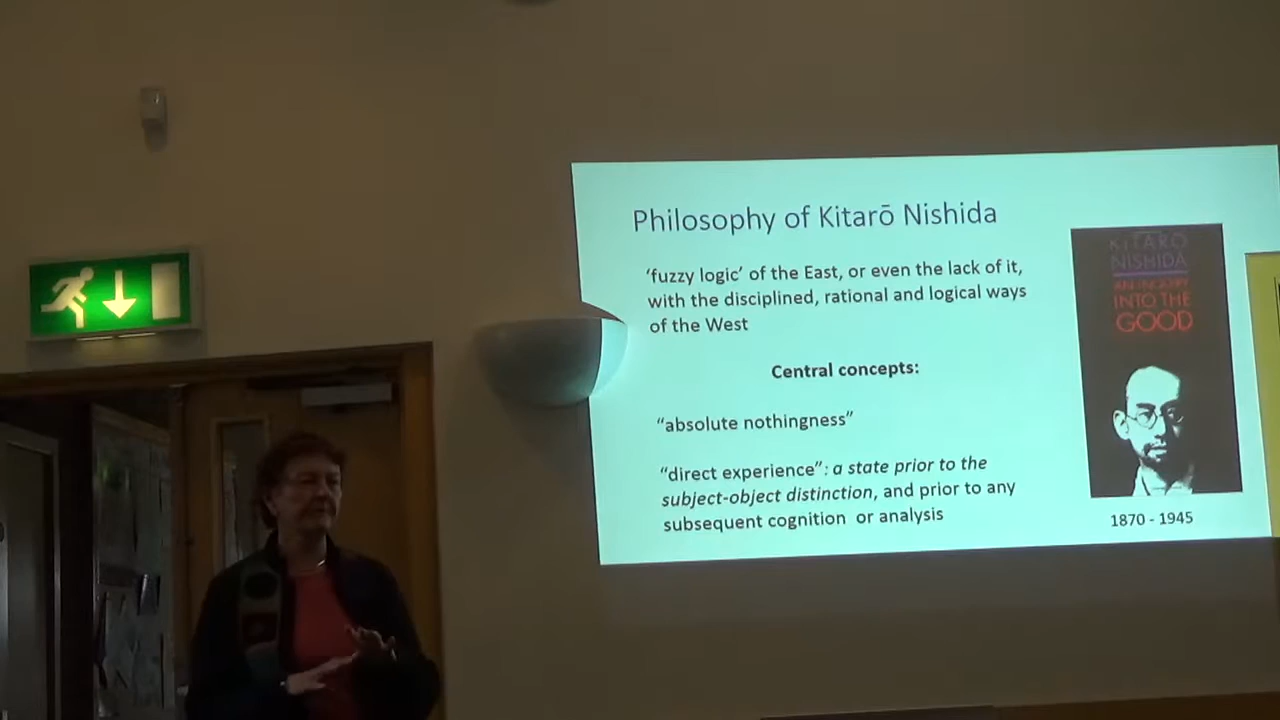 Philosophy of Kitarō Nishida
‘fuzzy logic’ of the East, or even the lack of it,
with the disciplined, rational and logical ways
of the West
Central concepts:
“absolute nothingness”
“direct experience”: a state prior to the
subject-object distinction, and prior to any
subsequent cognition or analysis
KITARO
NISHIDA
AN INQUIRY
INTO THE
GOOD
1870 - 1945